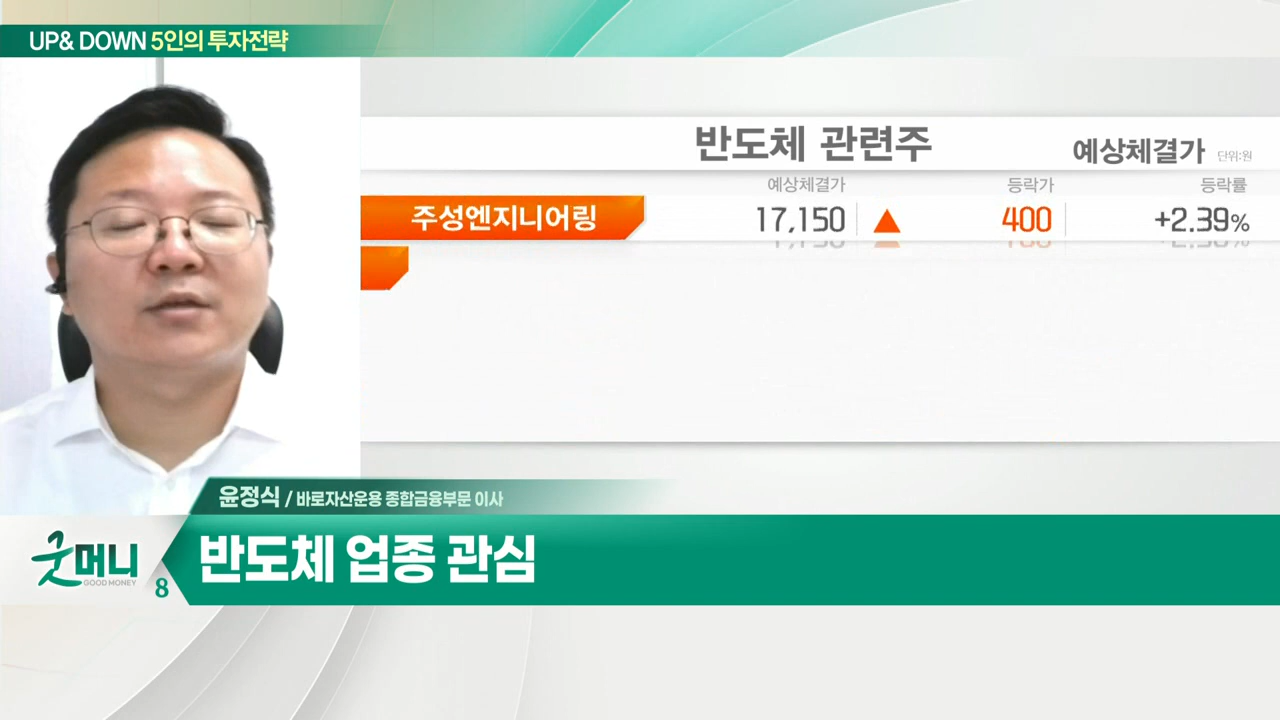 UP& DOWN 5인의 투자전략
반도체 관련주
예상체결가 단위:원
예상체결가 등락가 등락률
주성엔지니어링 17,150 ▲ 400 +2.39%
윤정식 / 바로자산운용 종합금융부문 이사
굿머니
GOOD MONEY
8
반도체 업종 관심